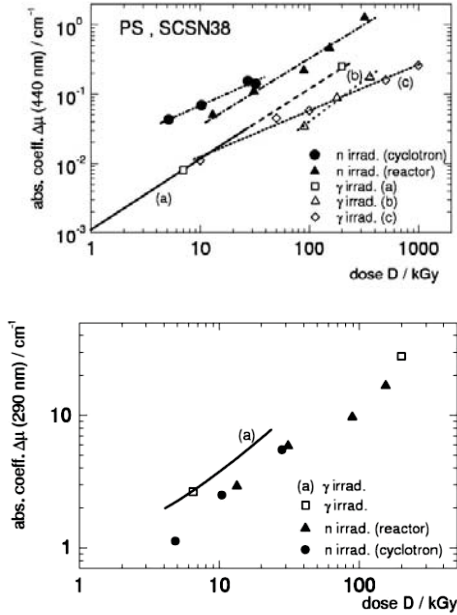 PS , SCSN38
abs. coeff. Δμ (440 nm) / cm⁻¹
10⁰
10⁻¹
10⁻²
10⁻³
(a)
(b)
(c)
n irrad. (cyclotron)
n irrad. (reactor)
γ irrad. (a)
γ irrad. (b)
γ irrad. (c)
1 10 100 1000
dose D / kGy
abs. coeff. Δμ (290 nm) / cm⁻¹
10
1
(a)
(a) γ irrad.
γ irrad.
n irrad. (reactor)
n irrad. (cyclotron)
1 10 100
dose D / kGy